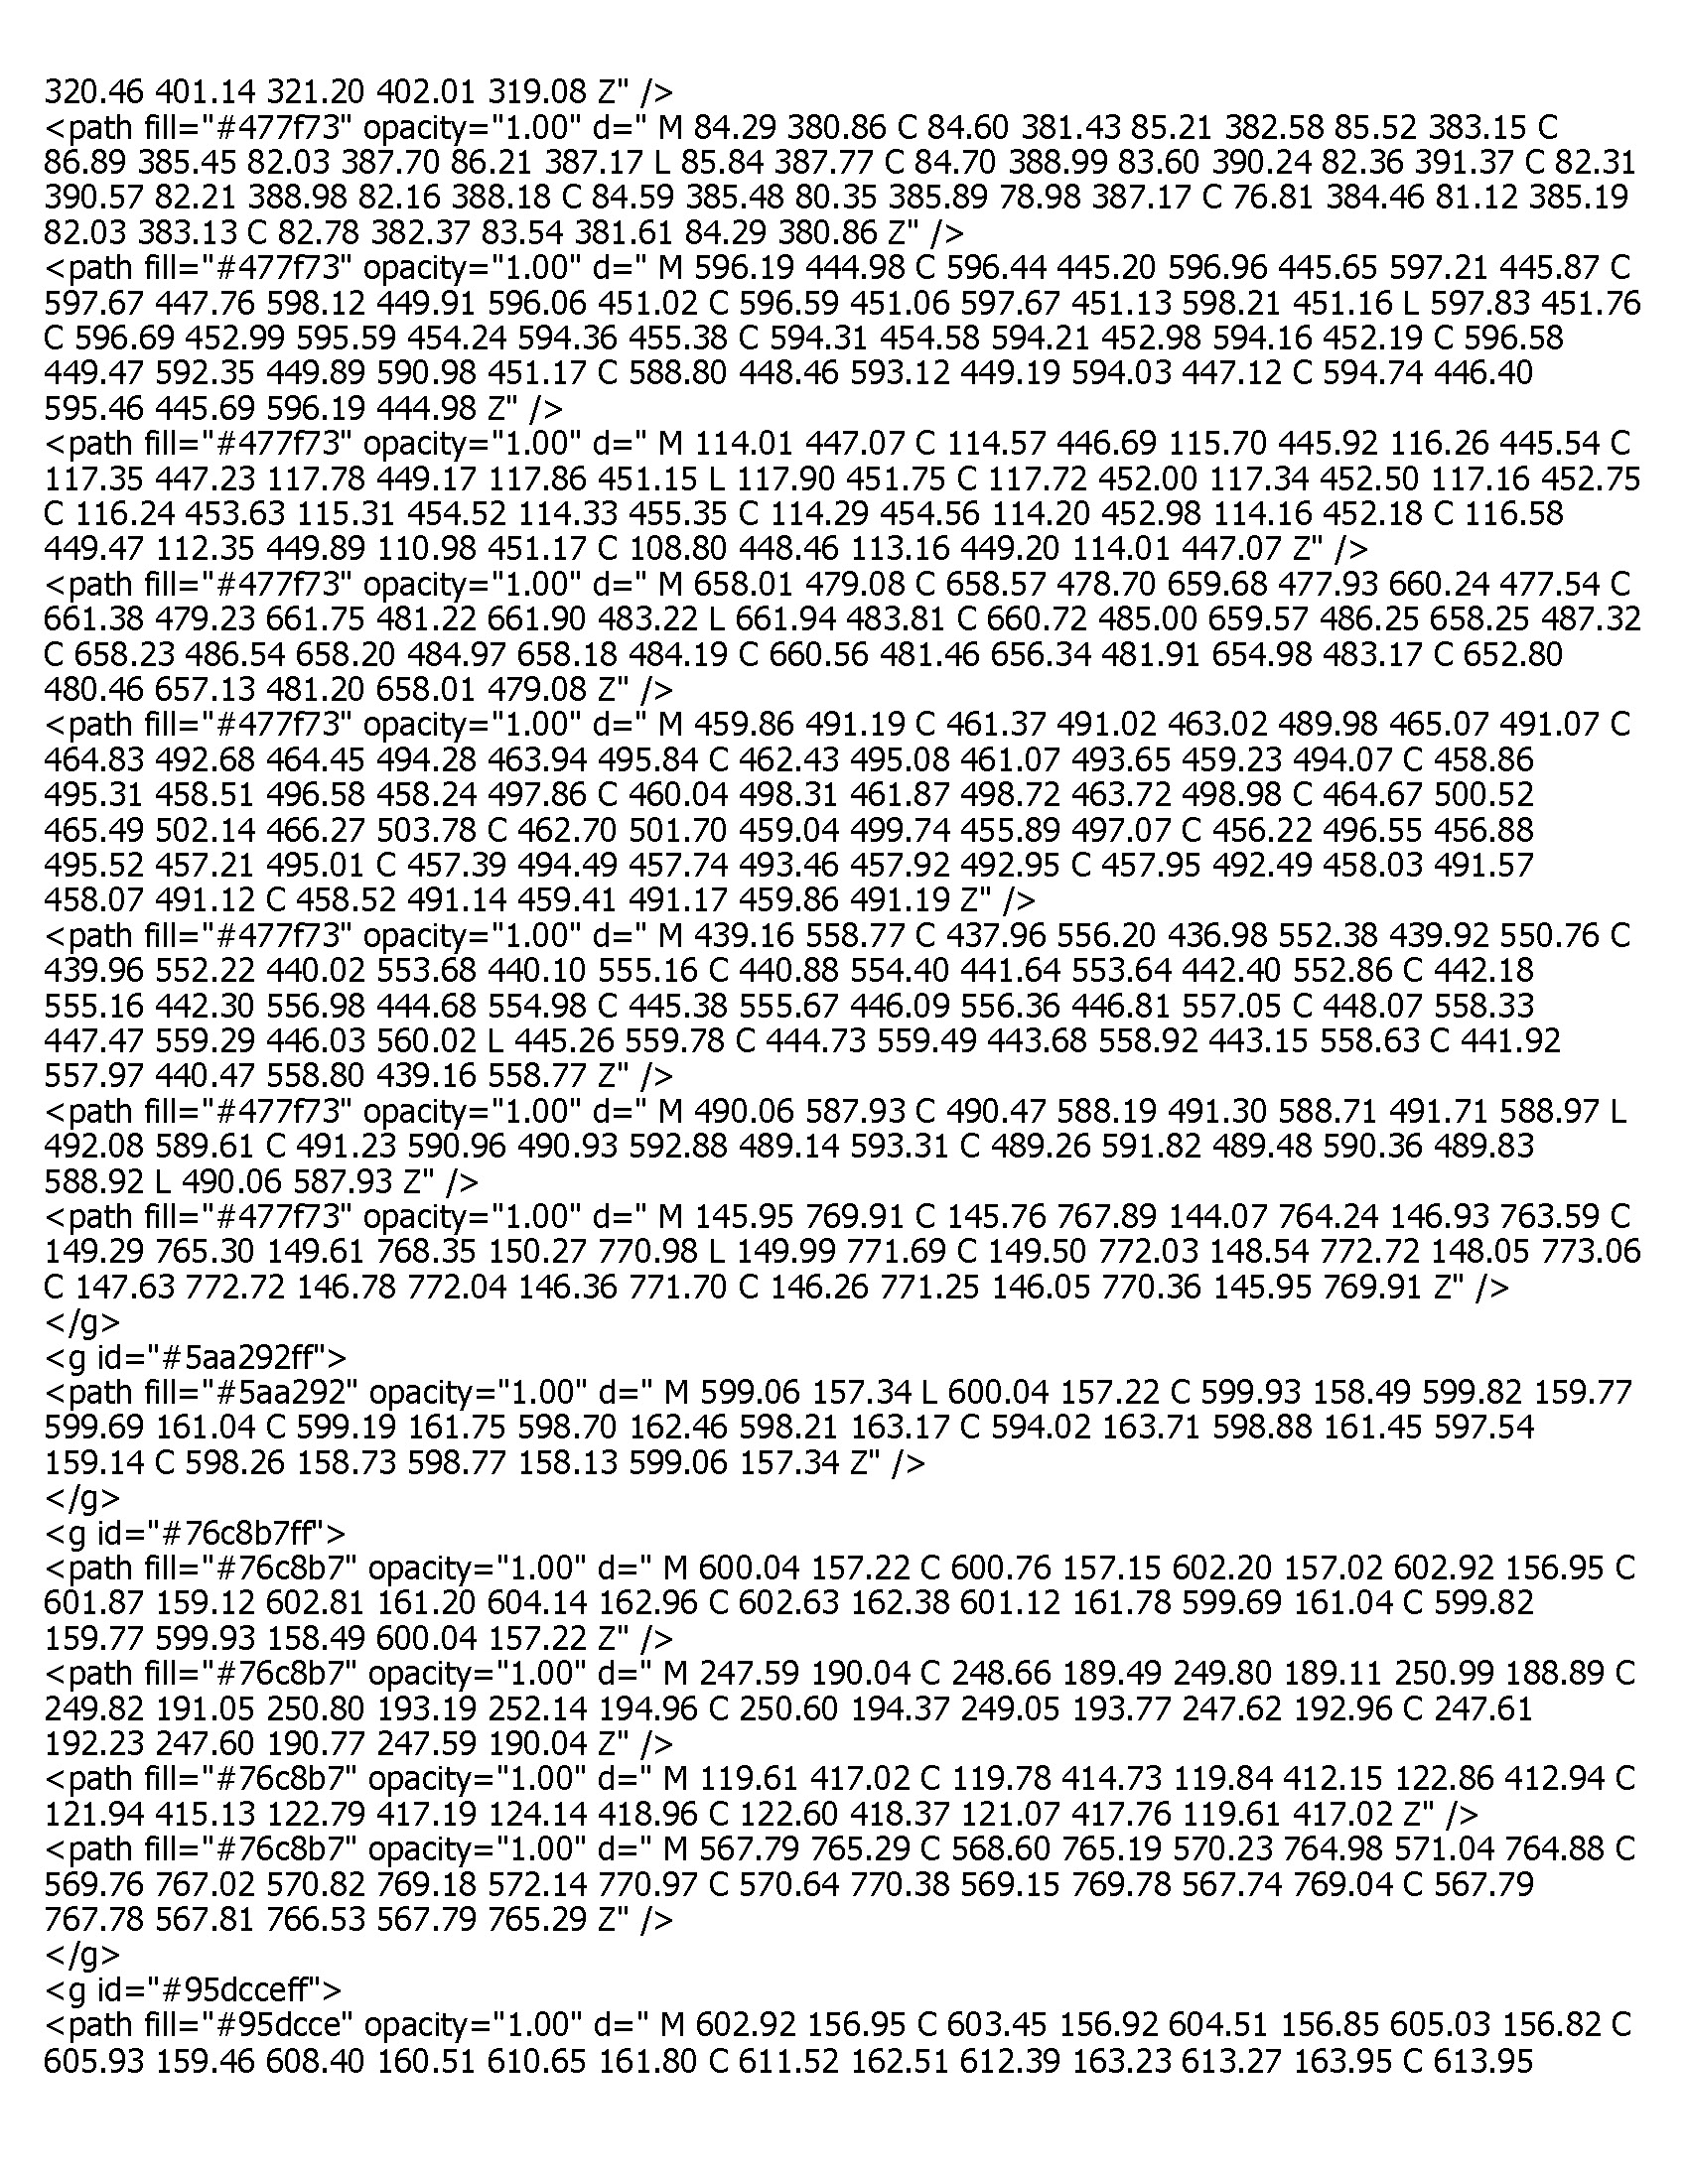 320.46 401.14 321.20 402.01 319.08 Z" />
<path fill="#477f73" opacity="1.00" d=" M 84.29 380.86 C 84.60 381.43 85.21 382.58 85.52 383.15 C
86.89 385.45 82.03 387.70 86.21 387.17 L 85.84 387.77 C 84.70 388.99 83.60 390.24 82.36 391.37 C 82.31
390.57 82.21 388.98 82.16 388.18 C 84.59 385.48 80.35 385.89 78.98 387.17 C 76.81 384.46 81.12 385.19
82.03 383.13 C 82.78 382.37 83.54 381.61 84.29 380.86 Z" />
<path fill="#477f73" opacity="1.00" d=" M 596.19 444.98 C 596.44 445.20 596.96 445.65 597.21 445.87 C
597.67 447.76 598.12 449.91 596.06 451.02 C 596.59 451.06 597.67 451.13 598.21 451.16 L 597.83 451.76
C 596.69 452.99 595.59 454.24 594.36 455.38 C 594.31 454.58 594.21 452.98 594.16 452.19 C 596.58
449.47 592.35 449.89 590.98 451.17 C 588.80 448.46 593.12 449.19 594.03 447.12 C 594.74 446.40
595.46 445.69 596.19 444.98 Z" />
<path fill="#477f73" opacity="1.00" d=" M 114.01 447.07 C 114.57 446.69 115.70 445.92 116.26 445.54 C
117.35 447.23 117.78 449.17 117.86 451.15 L 117.90 451.75 C 117.72 452.00 117.34 452.50 117.16 452.75
C 116.24 453.63 115.31 454.52 114.33 455.35 C 114.29 454.56 114.20 452.98 114.16 452.18 C 116.58
449.47 112.35 449.89 110.98 451.17 C 108.80 448.46 113.16 449.20 114.01 447.07 Z" />
<path fill="#477f73" opacity="1.00" d=" M 658.01 479.08 C 658.57 478.70 659.68 477.93 660.24 477.54 C
661.38 479.23 661.75 481.22 661.90 483.22 L 661.94 483.81 C 660.72 485.00 659.57 486.25 658.25 487.32
C 658.23 486.54 658.20 484.97 658.18 484.19 C 660.56 481.46 656.34 481.91 654.98 483.17 C 652.80
480.46 657.13 481.20 658.01 479.08 Z" />
<path fill="#477f73" opacity="1.00" d=" M 459.86 491.19 C 461.37 491.02 463.02 489.98 465.07 491.07 C
464.83 492.68 464.45 494.28 463.94 495.84 C 462.43 495.08 461.07 493.65 459.23 494.07 C 458.86
495.31 458.51 496.58 458.24 497.86 C 460.04 498.31 461.87 498.72 463.72 498.98 C 464.67 500.52
465.49 502.14 466.27 503.78 C 462.70 501.70 459.04 499.74 455.89 497.07 C 456.22 496.55 456.88
495.52 457.21 495.01 C 457.39 494.49 457.74 493.46 457.92 492.95 C 457.95 492.49 458.03 491.57
458.07 491.12 C 458.52 491.14 459.41 491.17 459.86 491.19 Z" />
<path fill="#477f73" opacity="1.00" d=" M 439.16 558.77 C 437.96 556.20 436.98 552.38 439.92 550.76 C
439.96 552.22 440.02 553.68 440.10 555.16 C 440.88 554.40 441.64 553.64 442.40 552.86 C 442.18
555.16 442.30 556.98 444.68 554.98 C 445.38 555.67 446.09 556.36 446.81 557.05 C 448.07 558.33
447.47 559.29 446.03 560.02 L 445.26 559.78 C 444.73 559.49 443.68 558.92 443.15 558.63 C 441.92
557.97 440.47 558.80 439.16 558.77 Z" />
<path fill="#477f73" opacity="1.00" d=" M 490.06 587.93 C 490.47 588.19 491.30 588.71 491.71 588.97 L
492.08 589.61 C 491.23 590.96 490.93 592.88 489.14 593.31 C 489.26 591.82 489.48 590.36 489.83
588.92 L 490.06 587.93 Z" />
<path fill="#477f73" opacity="1.00" d=" M 145.95 769.91 C 145.76 767.89 144.07 764.24 146.93 763.59 C
149.29 765.30 149.61 768.35 150.27 770.98 L 149.99 771.69 C 149.50 772.03 148.54 772.72 148.05 773.06
C 147.63 772.72 146.78 772.04 146.36 771.70 C 146.26 771.25 146.05 770.36 145.95 769.91 Z" />
</g>
<g id="#5aa292ff">
<path fill="#5aa292" opacity="1.00" d=" M 599.06 157.34 L 600.04 157.22 C 599.93 158.49 599.82 159.77
599.69 161.04 C 599.19 161.75 598.70 162.46 598.21 163.17 C 594.02 163.71 598.88 161.45 597.54
159.14 C 598.26 158.73 598.77 158.13 599.06 157.34 Z" />
</g>
<g id="#76c8b7ff">
<path fill="#76c8b7" opacity="1.00" d=" M 600.04 157.22 C 600.76 157.15 602.20 157.02 602.92 156.95 C
601.87 159.12 602.81 161.20 604.14 162.96 C 602.63 162.38 601.12 161.78 599.69 161.04 C 599.82
159.77 599.93 158.49 600.04 157.22 Z" />
<path fill="#76c8b7" opacity="1.00" d=" M 247.59 190.04 C 248.66 189.49 249.80 189.11 250.99 188.89 C
249.82 191.05 250.80 193.19 252.14 194.96 C 250.60 194.37 249.05 193.77 247.62 192.96 C 247.61
192.23 247.60 190.77 247.59 190.04 Z" />
<path fill="#76c8b7" opacity="1.00" d=" M 119.61 417.02 C 119.78 414.73 119.84 412.15 122.86 412.94 C
121.94 415.13 122.79 417.19 124.14 418.96 C 122.60 418.37 121.07 417.76 119.61 417.02 Z" />
<path fill="#76c8b7" opacity="1.00" d=" M 567.79 765.29 C 568.60 765.19 570.23 764.98 571.04 764.88 C
569.76 767.02 570.82 769.18 572.14 770.97 C 570.64 770.38 569.15 769.78 567.74 769.04 C 567.79
767.78 567.81 766.53 567.79 765.29 Z" />
</g>
<g id="#95dcceff">
<path fill="#95dcce" opacity="1.00" d=" M 602.92 156.95 C 603.45 156.92 604.51 156.85 605.03 156.82 C
605.93 159.46 608.40 160.51 610.65 161.80 C 611.52 162.51 612.39 163.23 613.27 163.95 C 613.95